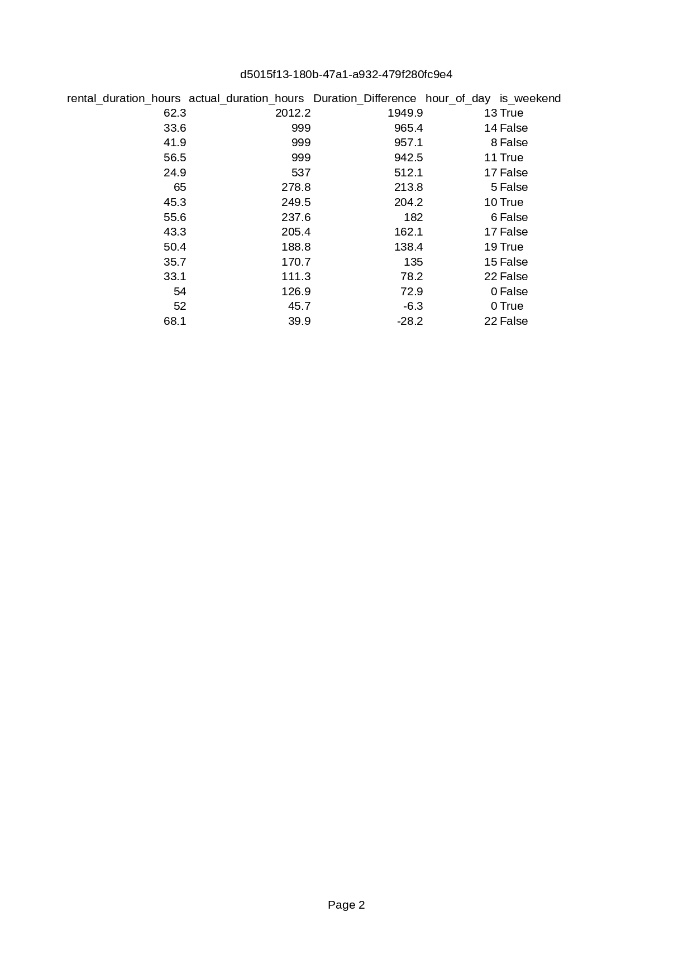 d5015f13-180b-47a1-a932-479f280fc9e4
rental_duration_hours actual_duration_hours Duration_Difference hour_of_day is_weekend
62.3 2012.2 1949.9 13 True
33.6 999 965.4 14 False
41.9 999 957.1 8 False
56.5 999 942.5 11 True
24.9 537 512.1 17 False
65 278.8 213.8 5 False
45.3 249.5 204.2 10 True
55.6 237.6 182 6 False
43.3 205.4 162.1 17 False
50.4 188.8 138.4 19 True
35.7 170.7 135 15 False
33.1 111.3 78.2 22 False
54 126.9 72.9 0 False
52 45.7 -6.3 0 True
68.1 39.9 -28.2 22 False
Page 2